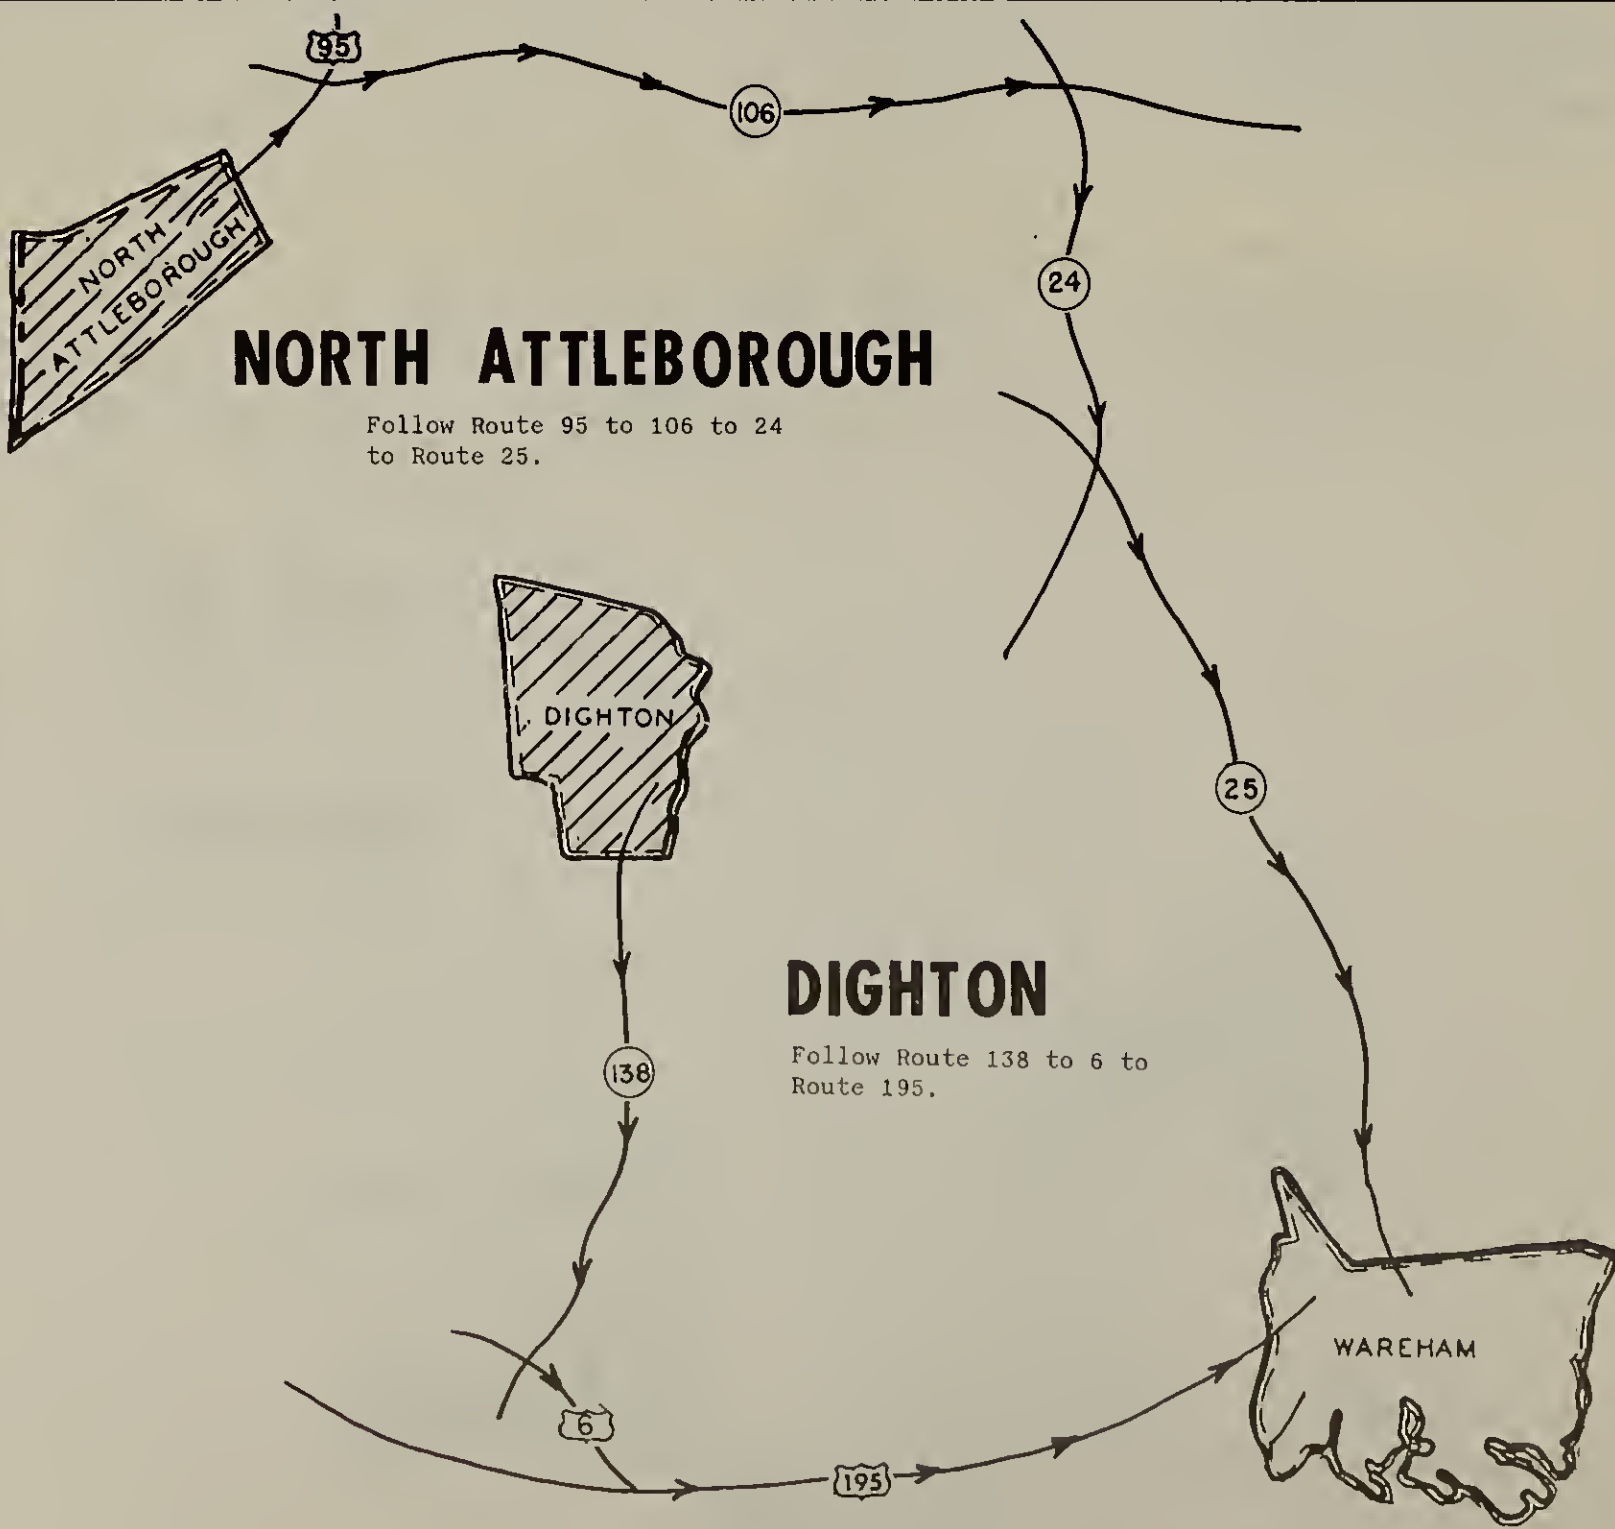 95
106
NORTH
ATTLEBOROUGH
24
NORTH ATTLEBOROUGH
Follow Route 95 to 106 to 24
to Route 25.
DIGHTON
25
DIGHTON
Follow Route 138 to 6 to
Route 195.
138
WAREHAM
6
195